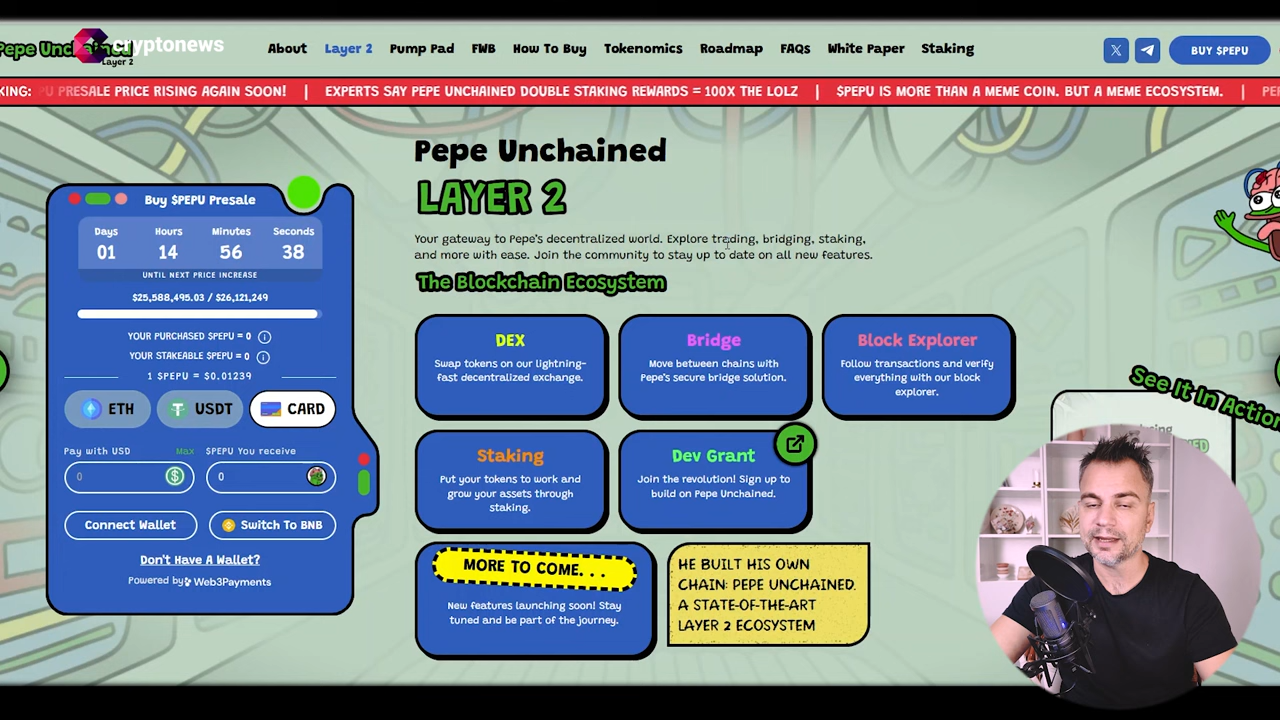 Pepe Unchained
Layer 2
cryptonews
About Layer 2 Pump Pad FWB How To Buy Tokenomics Roadmap FAQs White Paper Staking
BUY $PEPU
KING: PU PRESALE PRICE RISING AGAIN SOON! | EXPERTS SAY PEPE UNCHAINED DOUBLE STAKING REWARDS = 100X THE LOLZ | $PEPU IS MORE THAN A MEME COIN. BUT A MEME ECOSYSTEM. |
Buy $PEPU Presale
Days Hours Minutes Seconds
01 14 56 38
UNTIL NEXT PRICE INCREASE
$25,588,495.03 / $26,121,249
YOUR PURCHASED $PEPU = 0
YOUR STAKEABLE $PEPU = 0
1 $PEPU = $0.01239
ETH USDT CARD
Pay with USD Max $PEPU You receive
0 0
Connect Wallet Switch To BNB
Don't Have A Wallet?
Powered by Web3Payments
Pepe Unchained
LAYER 2
Your gateway to Pepe's decentralized world. Explore trading, bridging, staking,
and more with ease. Join the community to stay up to date on all new features.
The Blockchain Ecosystem
DEX
Swap tokens on our lightning-
fast decentralized exchange.
Bridge
Move between chains with
Pepe's secure bridge solution.
Block Explorer
Follow transactions and verify
everything with our block
explorer.
Staking
Put your tokens to work and
grow your assets through
staking.
Dev Grant
Join the revolution! Sign up to
build on Pepe Unchained.
MORE TO COME. . .
New features launching soon! Stay
tuned and be part of the journey.
HE BUILT HIS OWN
CHAIN: PEPE UNCHAINED.
A STATE-OF-THE-ART
LAYER 2 ECOSYSTEM
See It In Action